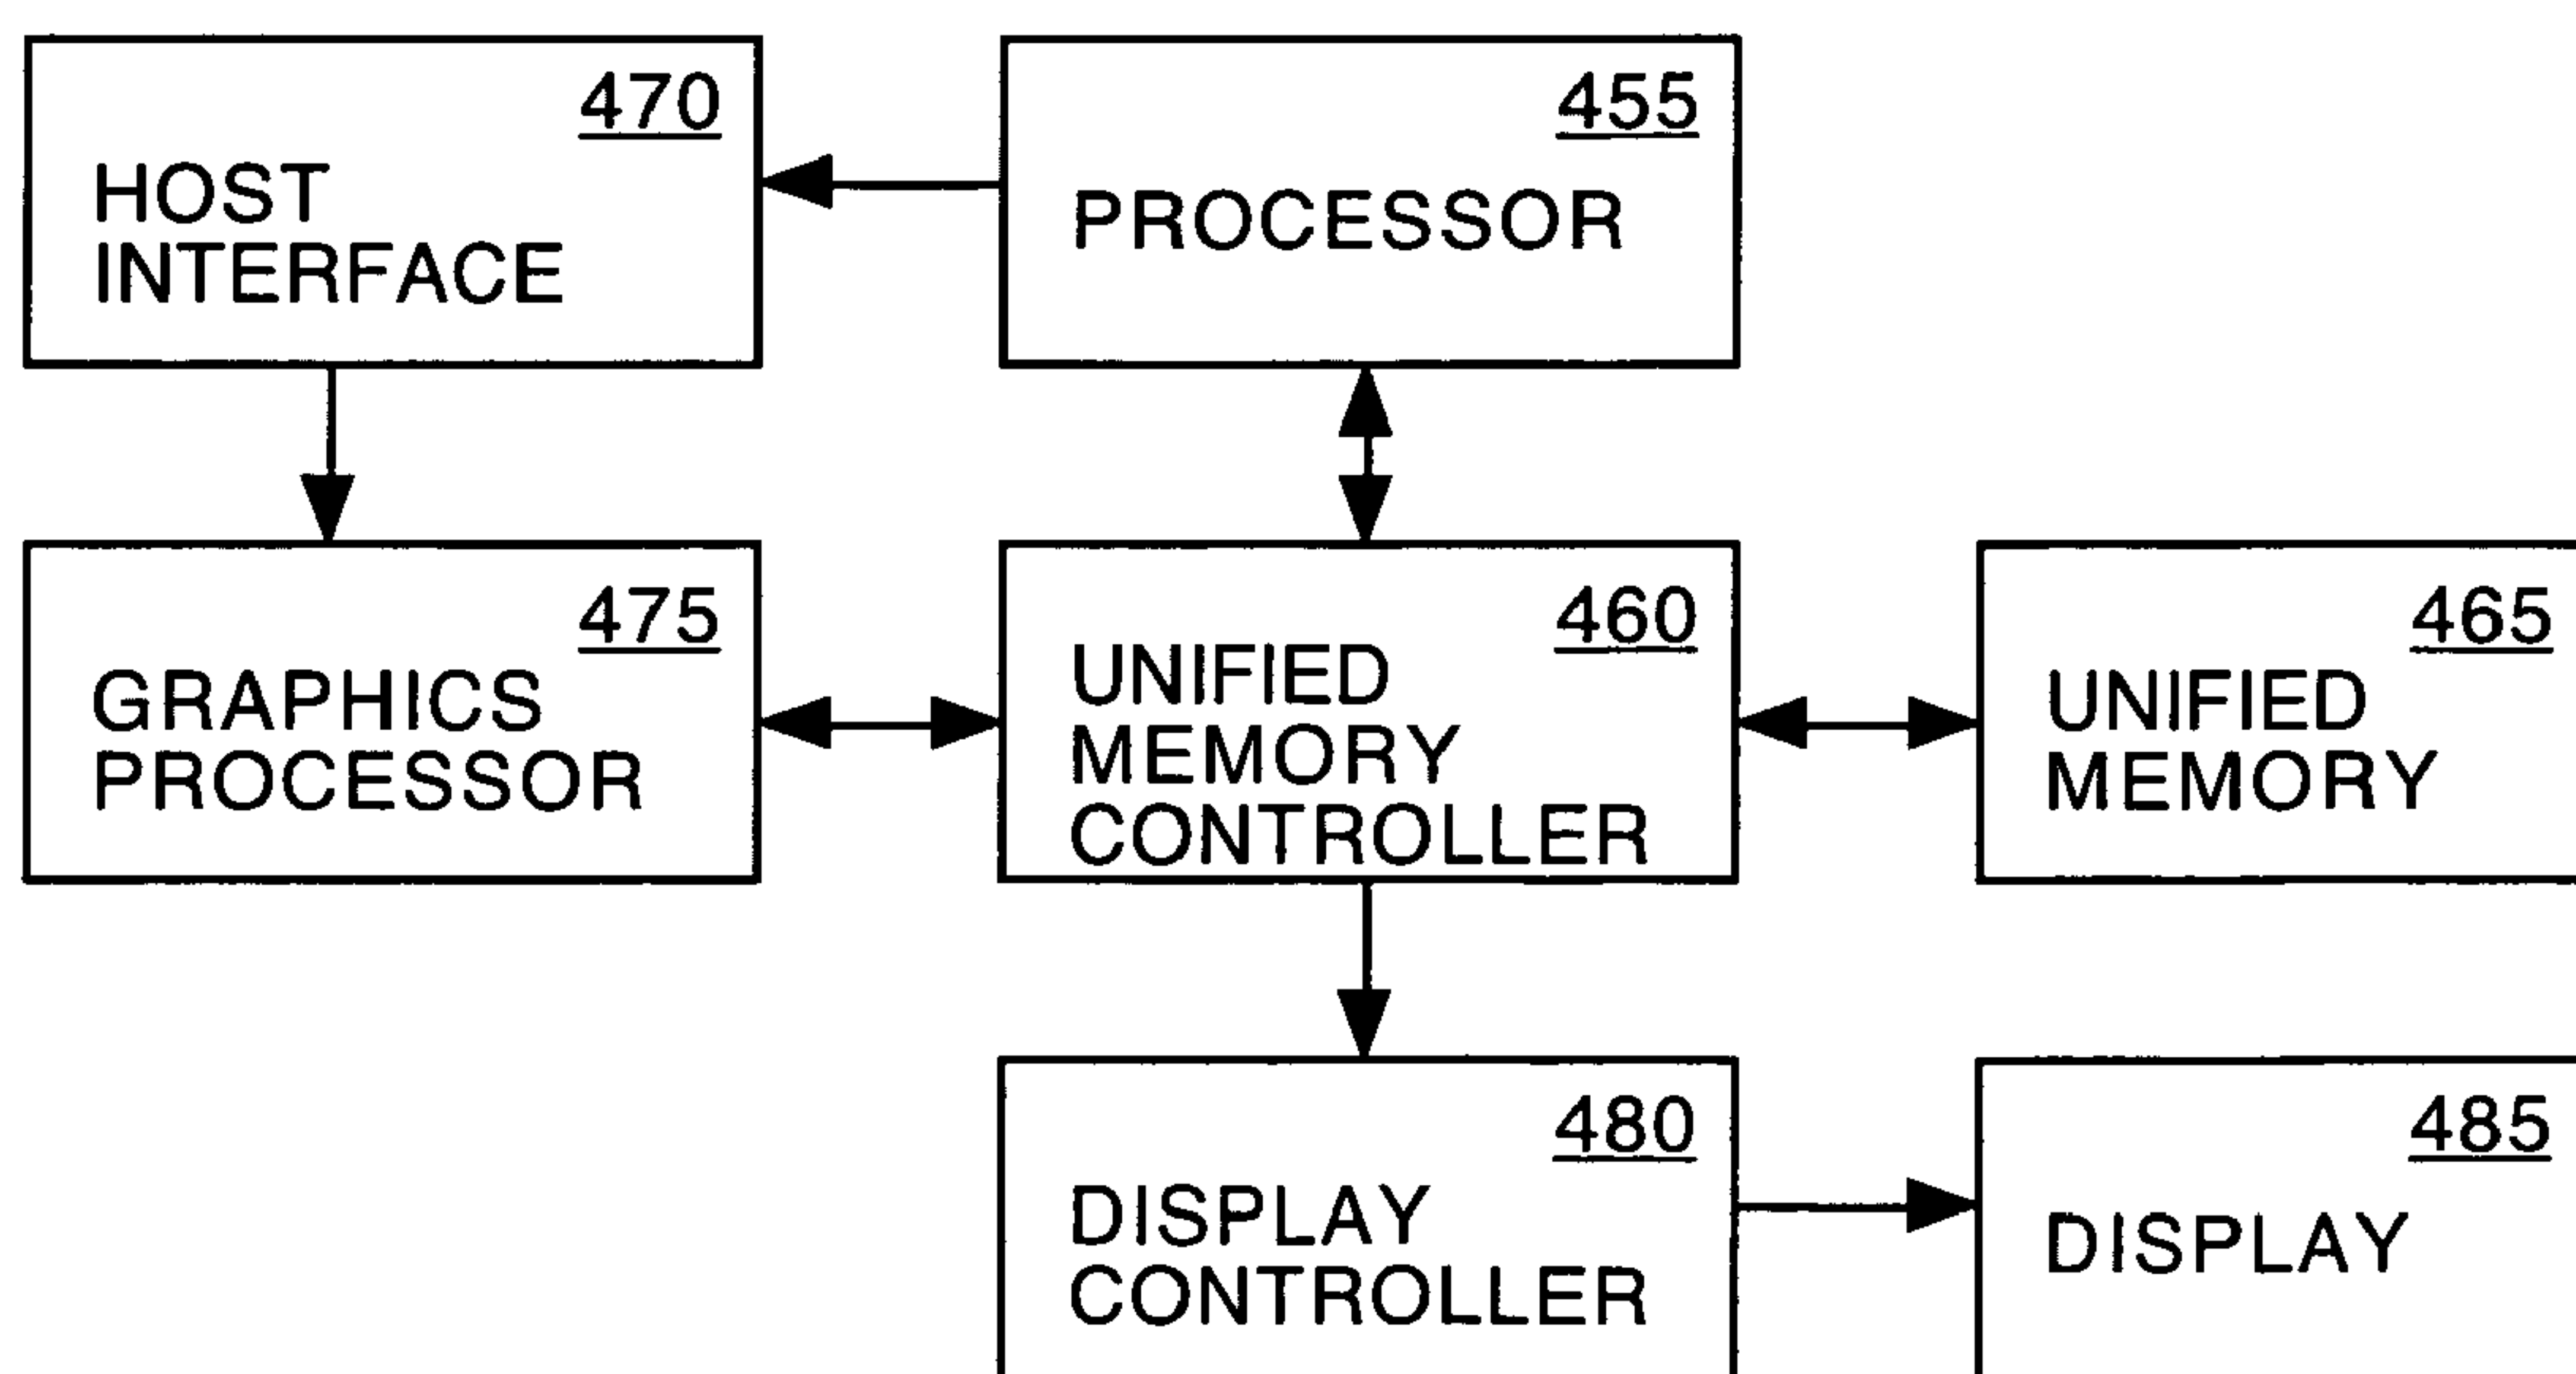 470
HOST
INTERFACE
455
PROCESSOR
475
GRAPHICS
PROCESSOR
460
UNIFIED
MEMORY
CONTROLLER
465
UNIFIED
MEMORY
480
DISPLAY
CONTROLLER
485
DISPLAY